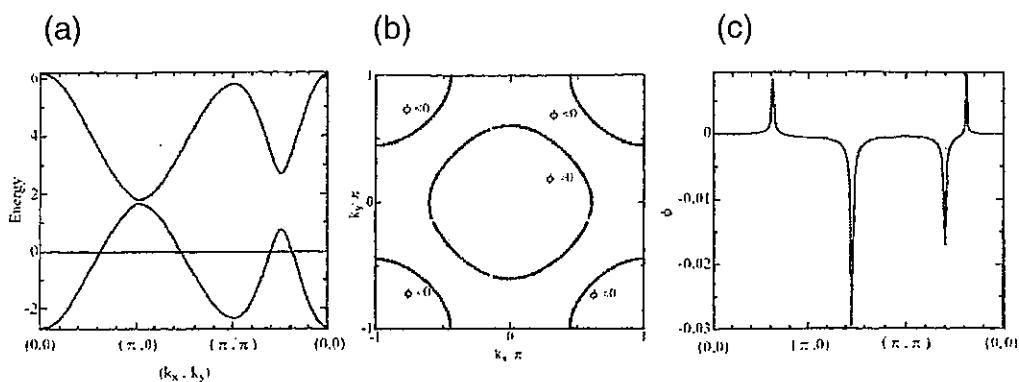 (a)
6
4
2
0
-2
Energy
(0,0) (π,0) (π,π) (0,0)
(kx, ky)
(b)
1
0
-1
ky/π
ϕ<0
ϕ<0
ϕ<0
ϕ<0
ϕ<0
-1 0 1
kx/π
(c)
0
-0.01
-0.02
-0.03
ϕ
(0,0) (π,0) (π,π) (0,0)